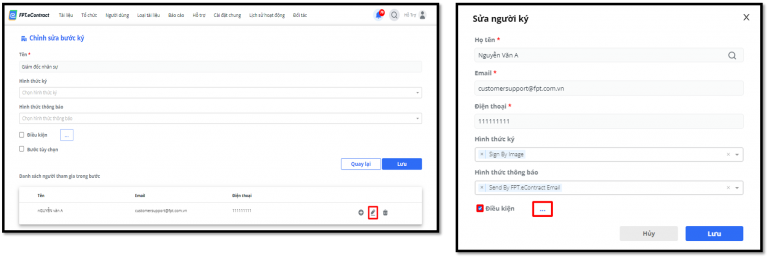 FPT.eContract Tài liệu Tổ chức Người dùng Loại tài liệu Báo cáo Hỗ trợ Cài đặt chung Lịch sử hoạt động Đối tác
Chỉnh sửa bước ký
Tên *
Giám đốc nhân sự
Hình thức ký
Chọn hình thức ký
Hình thức thông báo
Chọn hình thức thông báo
Điều kiện ...
Bước tùy chọn
Quay lại Lưu
Danh sách người tham gia trong bước
Tên Email Điện thoại
NGUYỄN VĂN A customersupport@fpt.com.vn 111111111
Sửa người ký
Họ tên *
Nguyễn Văn A
Email *
customersupport@fpt.com.vn
Điện thoại *
111111111
Hình thức ký
× Sign By Image
Hình thức thông báo
× Send By FPT.eContract Email
Điều kiện ...
Hủy Lưu